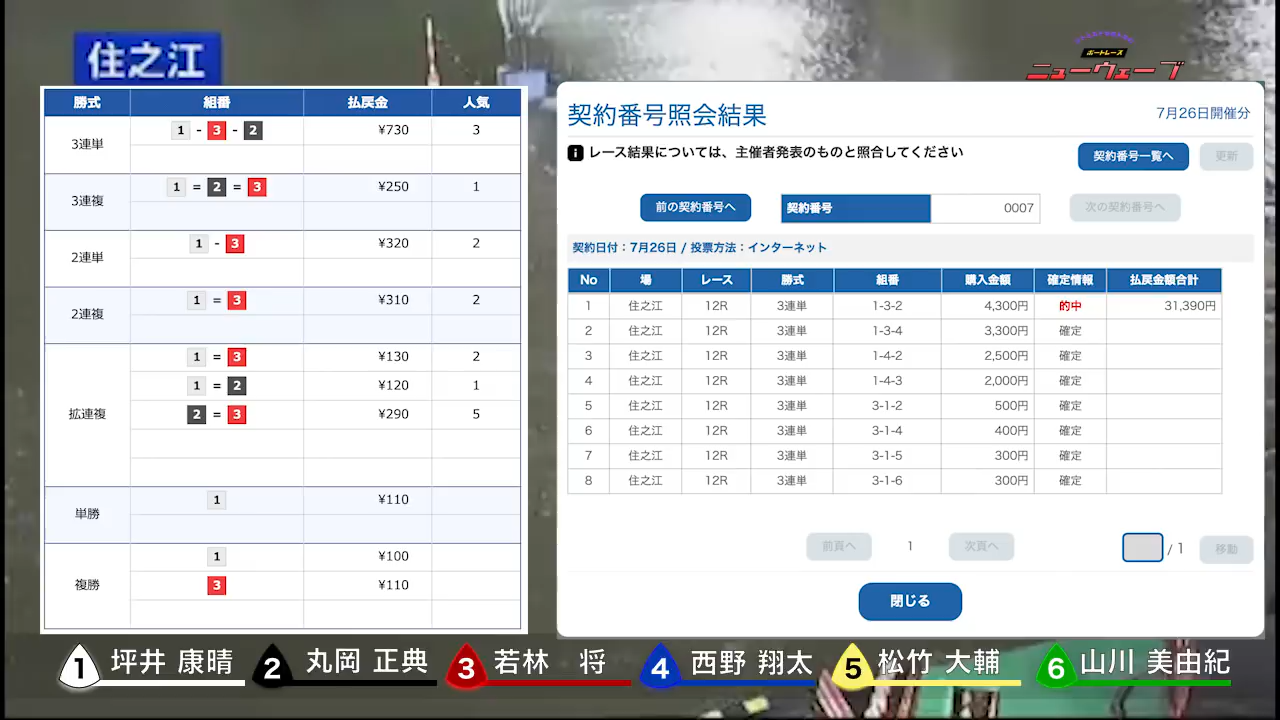 住之江
ボートレース
ニューウェーブ
勝式 組番 払戻金 人気
3連単 1 - 3 - 2 ¥730 3
3連複 1 = 2 = 3 ¥250 1
2連単 1 - 3 ¥320 2
2連複 1 = 3 ¥310 2
拡連複 1 = 3 ¥130 2
1 = 2 ¥120 1
2 = 3 ¥290 5
単勝 1 ¥110
複勝 1 ¥100
3 ¥110
契約番号照会結果 7月26日開催分
i レース結果については、主催者発表のものと照合してください 契約番号一覧へ 更新
前の契約番号へ 契約番号 0007 次の契約番号へ
契約日付：7月26日 / 投票方法：インターネット
No 場 レース 勝式 組番 購入金額 確定情報 払戻金額合計
1 住之江 12R 3連単 1-3-2 4,300円 的中 31,390円
2 住之江 12R 3連単 1-3-4 3,300円 確定
3 住之江 12R 3連単 1-4-2 2,500円 確定
4 住之江 12R 3連単 1-4-3 2,000円 確定
5 住之江 12R 3連単 3-1-2 500円 確定
6 住之江 12R 3連単 3-1-4 400円 確定
7 住之江 12R 3連単 3-1-5 300円 確定
8 住之江 12R 3連単 3-1-6 300円 確定
前頁へ 1 次頁へ / 1 移動
閉じる
1 坪井 康晴 2 丸岡 正典 3 若林 将 4 西野 翔太 5 松竹 大輔 6 山川 美由紀